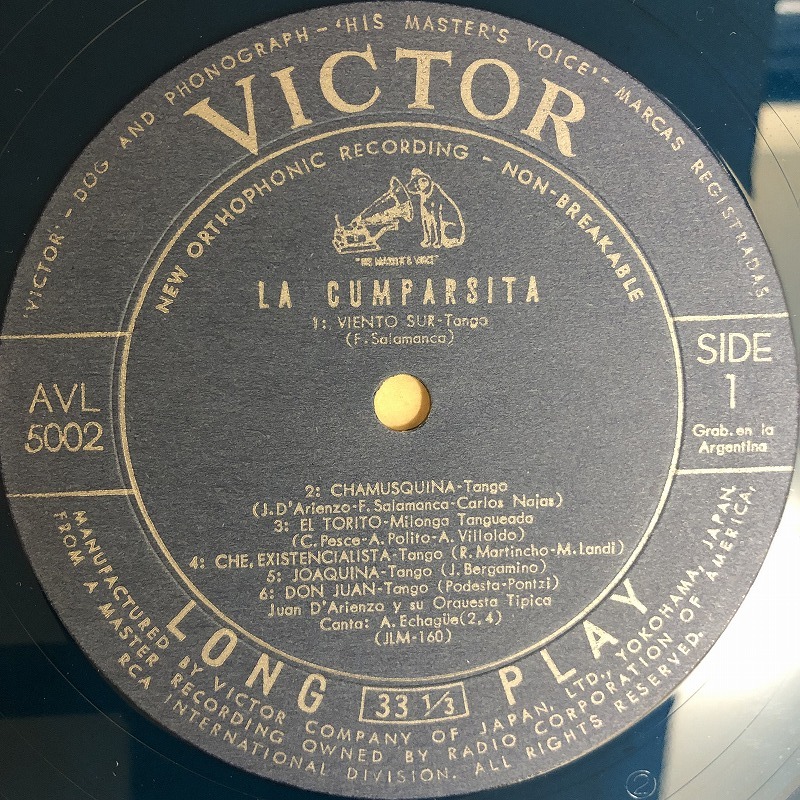 'VICTOR' - DOG AND PHONOGRAPH - 'HIS MASTER'S VOICE' - MARCAS REGISTRADAS
VICTOR
NEW ORTHOPHONIC RECORDING - NON-BREAKABLE
"HIS MASTER'S VOICE"
LA CUMPARSITA
1: VIENTO SUR-Tango
(F. Salamanca)
AVL
5002
SIDE
1
Grab. en la
Argentina
2: CHAMUSQUINA-Tango
(J. D'Arienzo-F. Salamanca-Carlos Najas)
3: EL TORITO-Milonga Tangueada
(C. Pesce-A. Polito-A. Villoldo)
4: CHE, EXISTENCIALISTA-Tango (R. Martincho-M. Landi)
5: JOAQUINA-Tango (J. Bergamino)
6: DON JUAN-Tango (Podesta-Pontzi)
Juan D'Arienzo y su Orquesta Típica
Canta: A. Echagüe(2,4)
(JLM-160)
LONG 33 1/3 PLAY
MANUFACTURED BY VICTOR COMPANY OF JAPAN, LTD., YOKOHAMA, JAPAN,
FROM A MASTER RECORDING OWNED BY RADIO CORPORATION OF AMERICA,
RCA INTERNATIONAL DIVISION. ALL RIGHTS RESERVED.
2